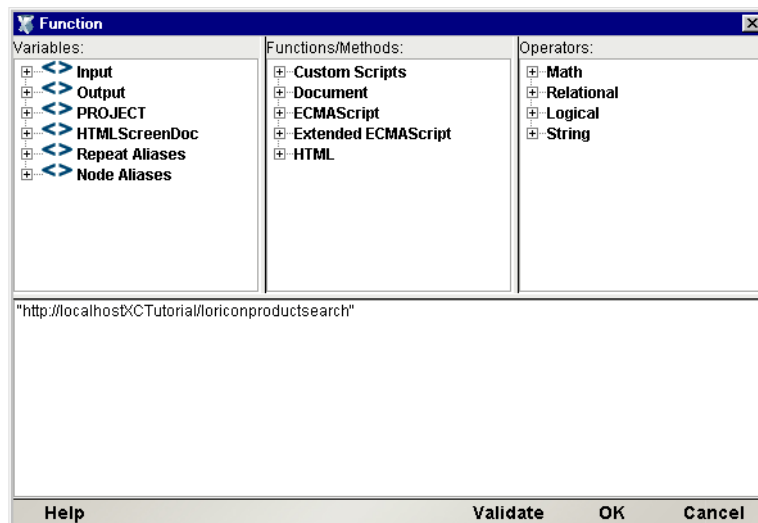 Function
Variables:
Input
Output
PROJECT
HTMLScreenDoc
Repeat Aliases
Node Aliases
Functions/Methods:
Custom Scripts
Document
ECMAScript
Extended ECMAScript
HTML
Operators:
Math
Relational
Logical
String
"http://localhostXCTutorial/loriconproductsearch"
Help
Validate
OK
Cancel